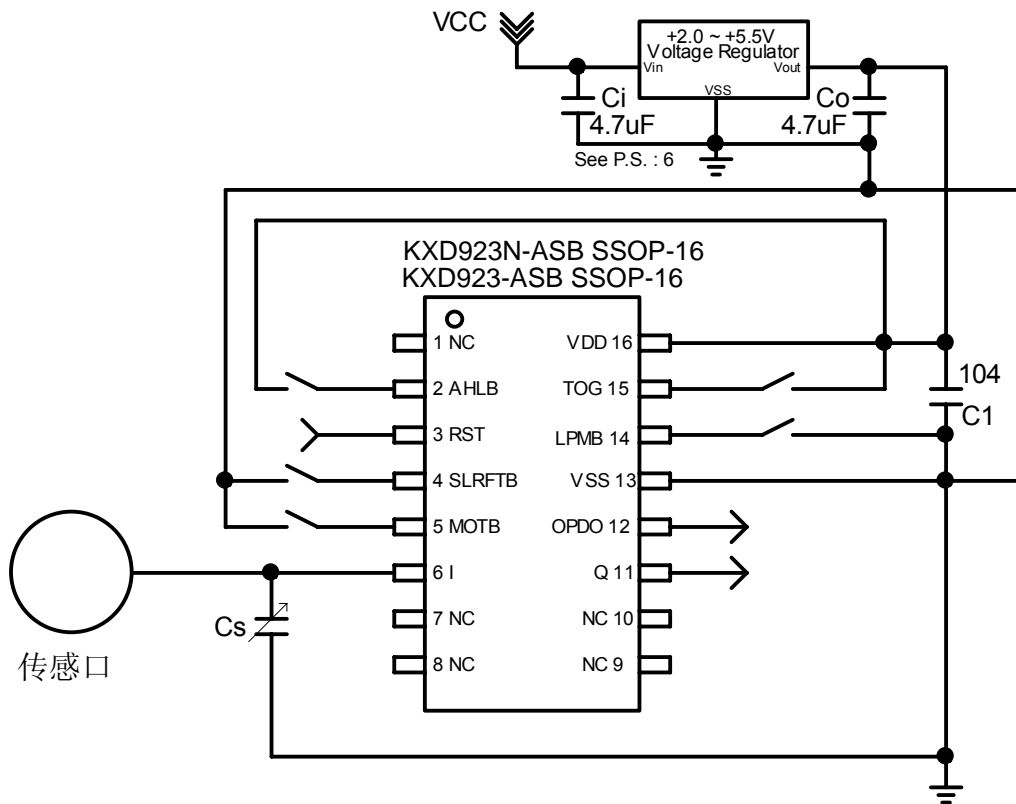 VCC
+2.0 ~ +5.5V
Voltage Regulator
Vin
Vout
VSS
Ci
4.7uF
Co
4.7uF
See P.S. : 6
KXD923N-ASB SSOP-16
KXD923-ASB SSOP-16
1 NC
VDD 16
2 AHLB
TOG 15
104
C1
3 RST
LPMB 14
4 SLRFTB
VSS 13
5 MOTB
OPDO 12
6 I
Q 11
Cs
7 NC
NC 10
8 NC
NC 9
传感口